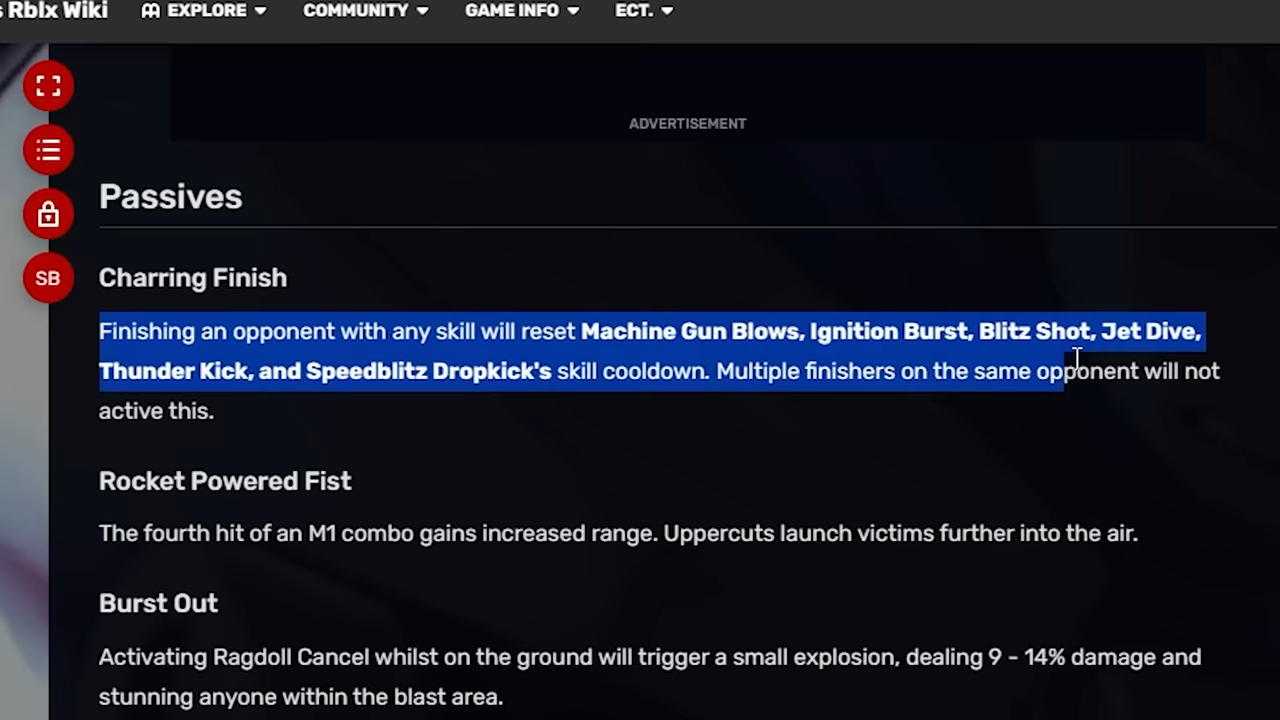 s Rblx Wiki EXPLORE COMMUNITY GAME INFO ECT.
ADVERTISEMENT
Passives
SB
Charring Finish
Finishing an opponent with any skill will reset Machine Gun Blows, Ignition Burst, Blitz Shot, Jet Dive,
Thunder Kick, and Speedblitz Dropkick's skill cooldown. Multiple finishers on the same opponent will not
active this.
Rocket Powered Fist
The fourth hit of an M1 combo gains increased range. Uppercuts launch victims further into the air.
Burst Out
Activating Ragdoll Cancel whilst on the ground will trigger a small explosion, dealing 9 - 14% damage and
stunning anyone within the blast area.